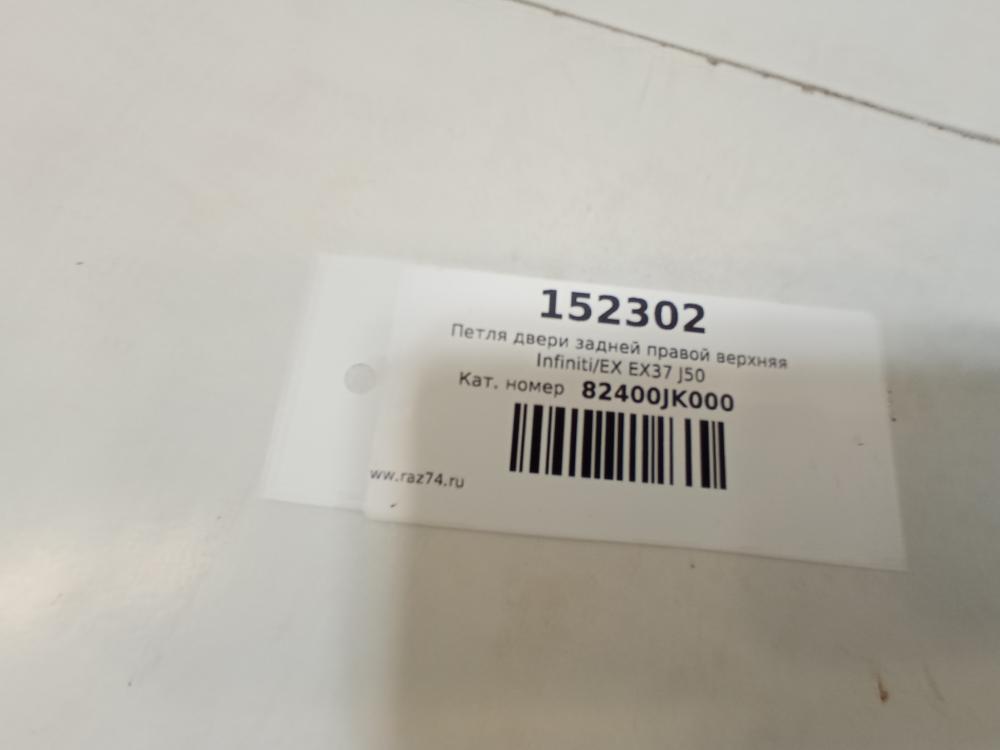 152302
Петля двери задней правой верхняя
Infiniti/EX EX37 J50
Кат. номер 82400JK000
ww.raz74.ru